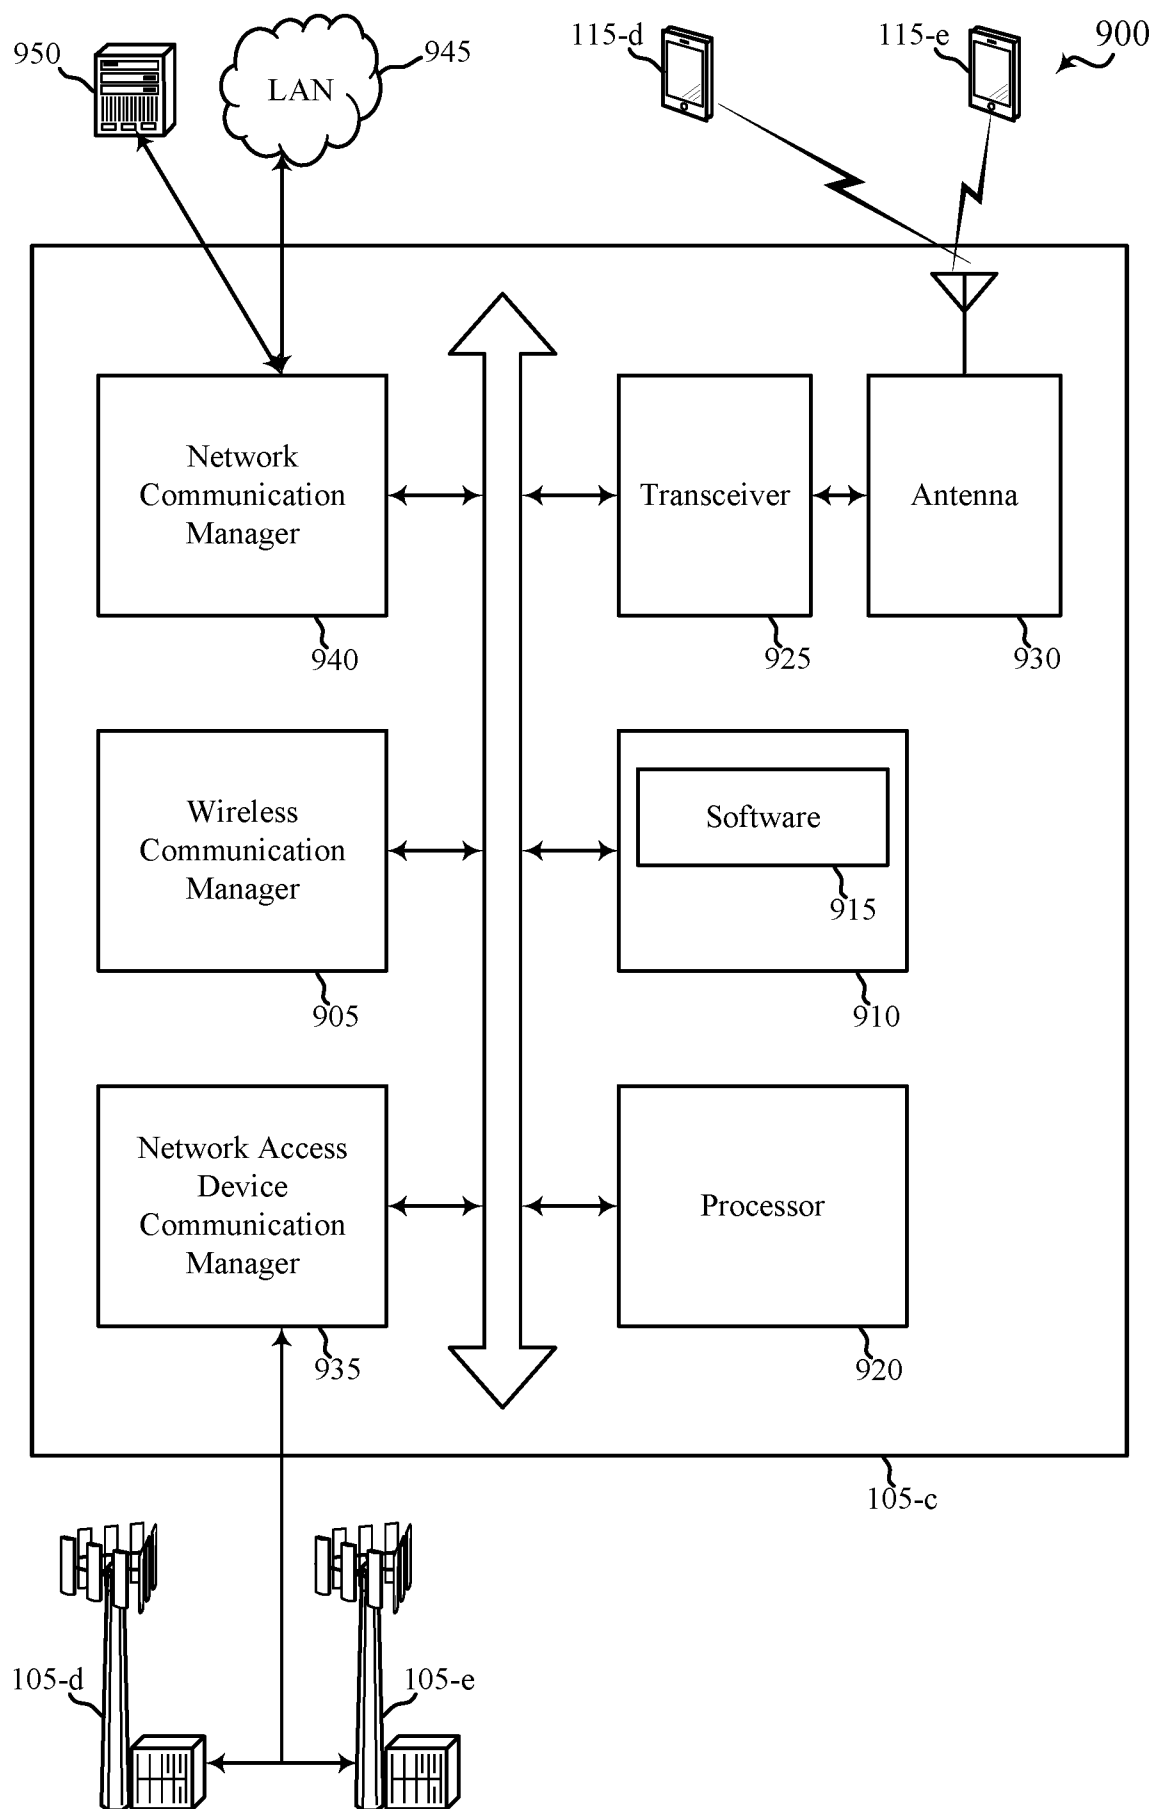 950
LAN
945
115-d
115-e
900
Network
Communication
Manager
940
Transceiver
925
Antenna
930
Wireless
Communication
Manager
905
Software
915
910
Network Access
Device
Communication
Manager
935
Processor
920
105-c
105-d
105-e